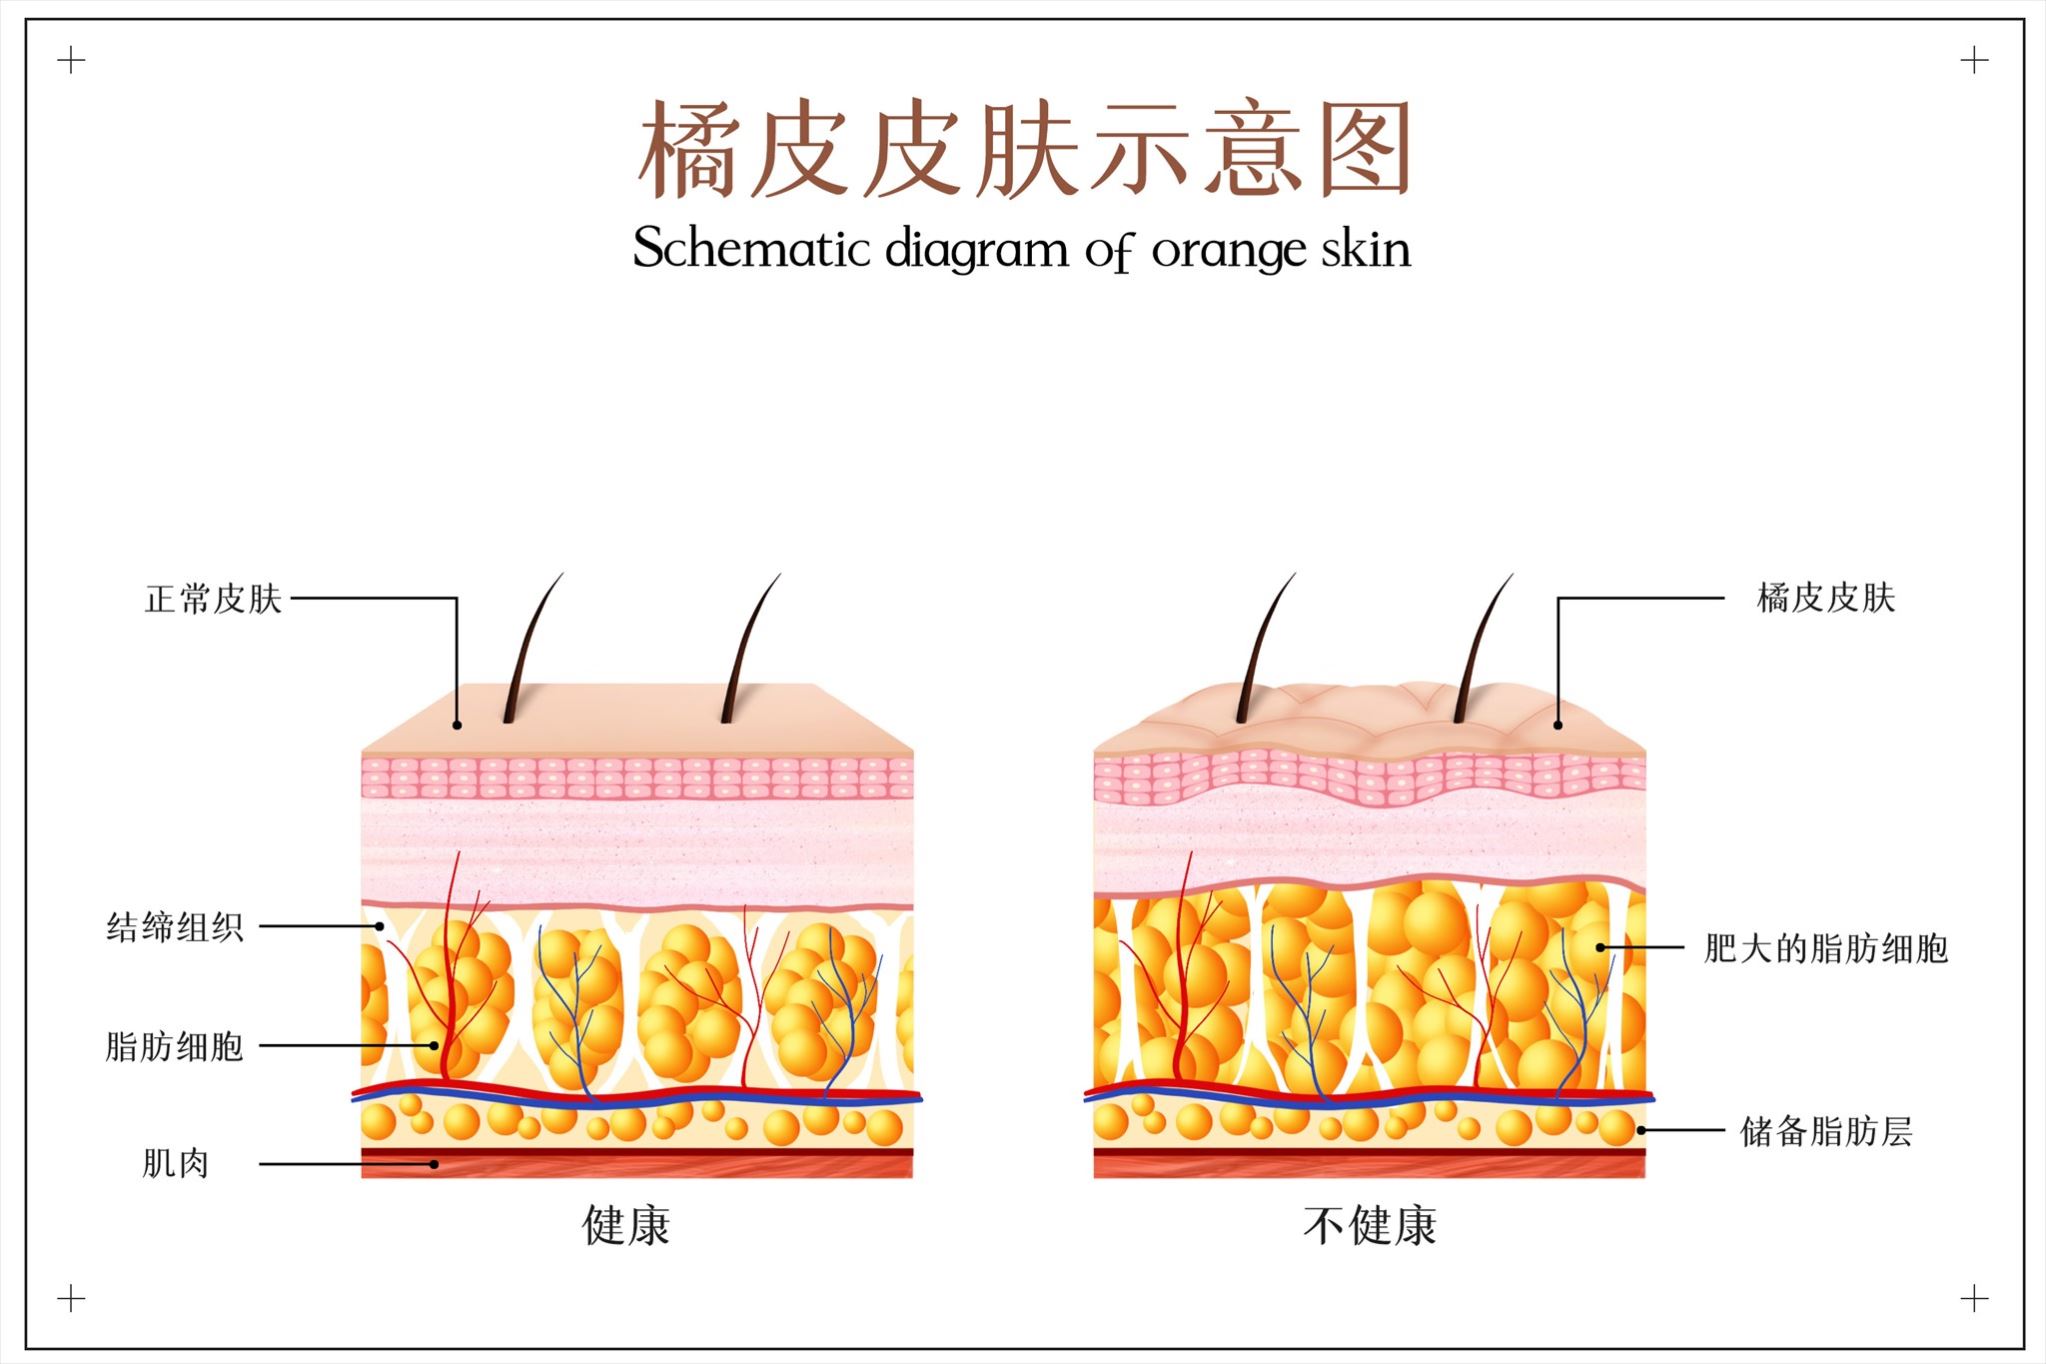 橘皮皮肤示意图
Schematic diagram of orange skin
正常皮肤
橘皮皮肤
结缔组织
肥大的脂肪细胞
脂肪细胞
储备脂肪层
肌肉
健康
不健康